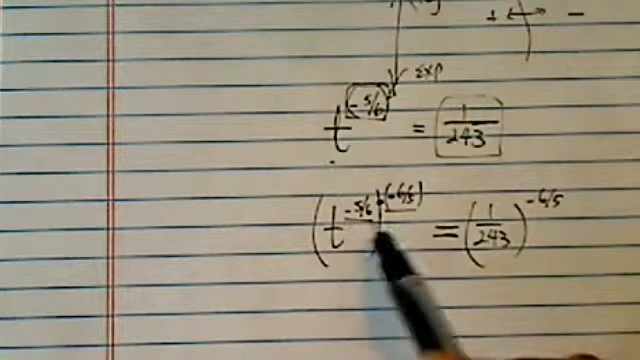 + ↔ −
exp
t^(-5/6) = 1/243
(t^(-5/6))^(-6/5) = (1/243)^(-6/5)